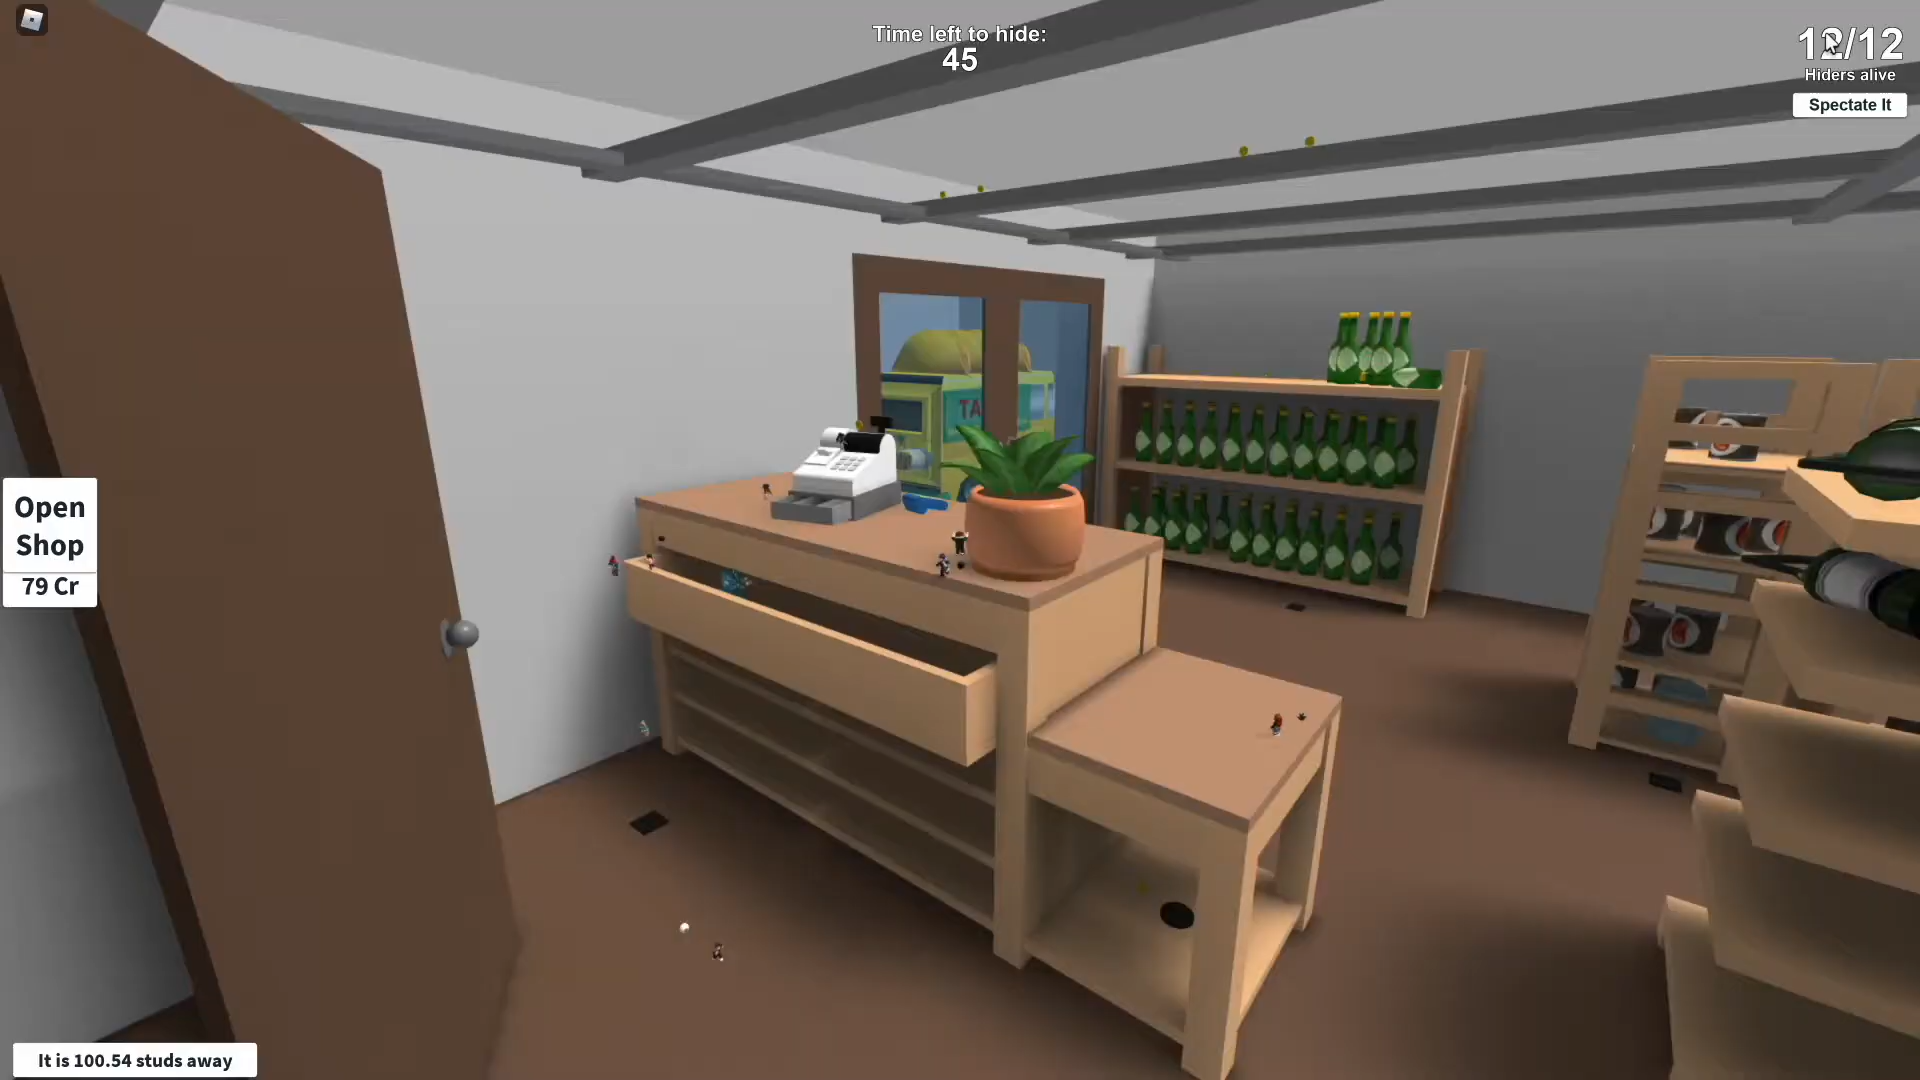 Time left to hide:
45
12/12
Hiders alive
Spectate It
TA
Open
Shop
79 Cr
It is 100.54 studs away